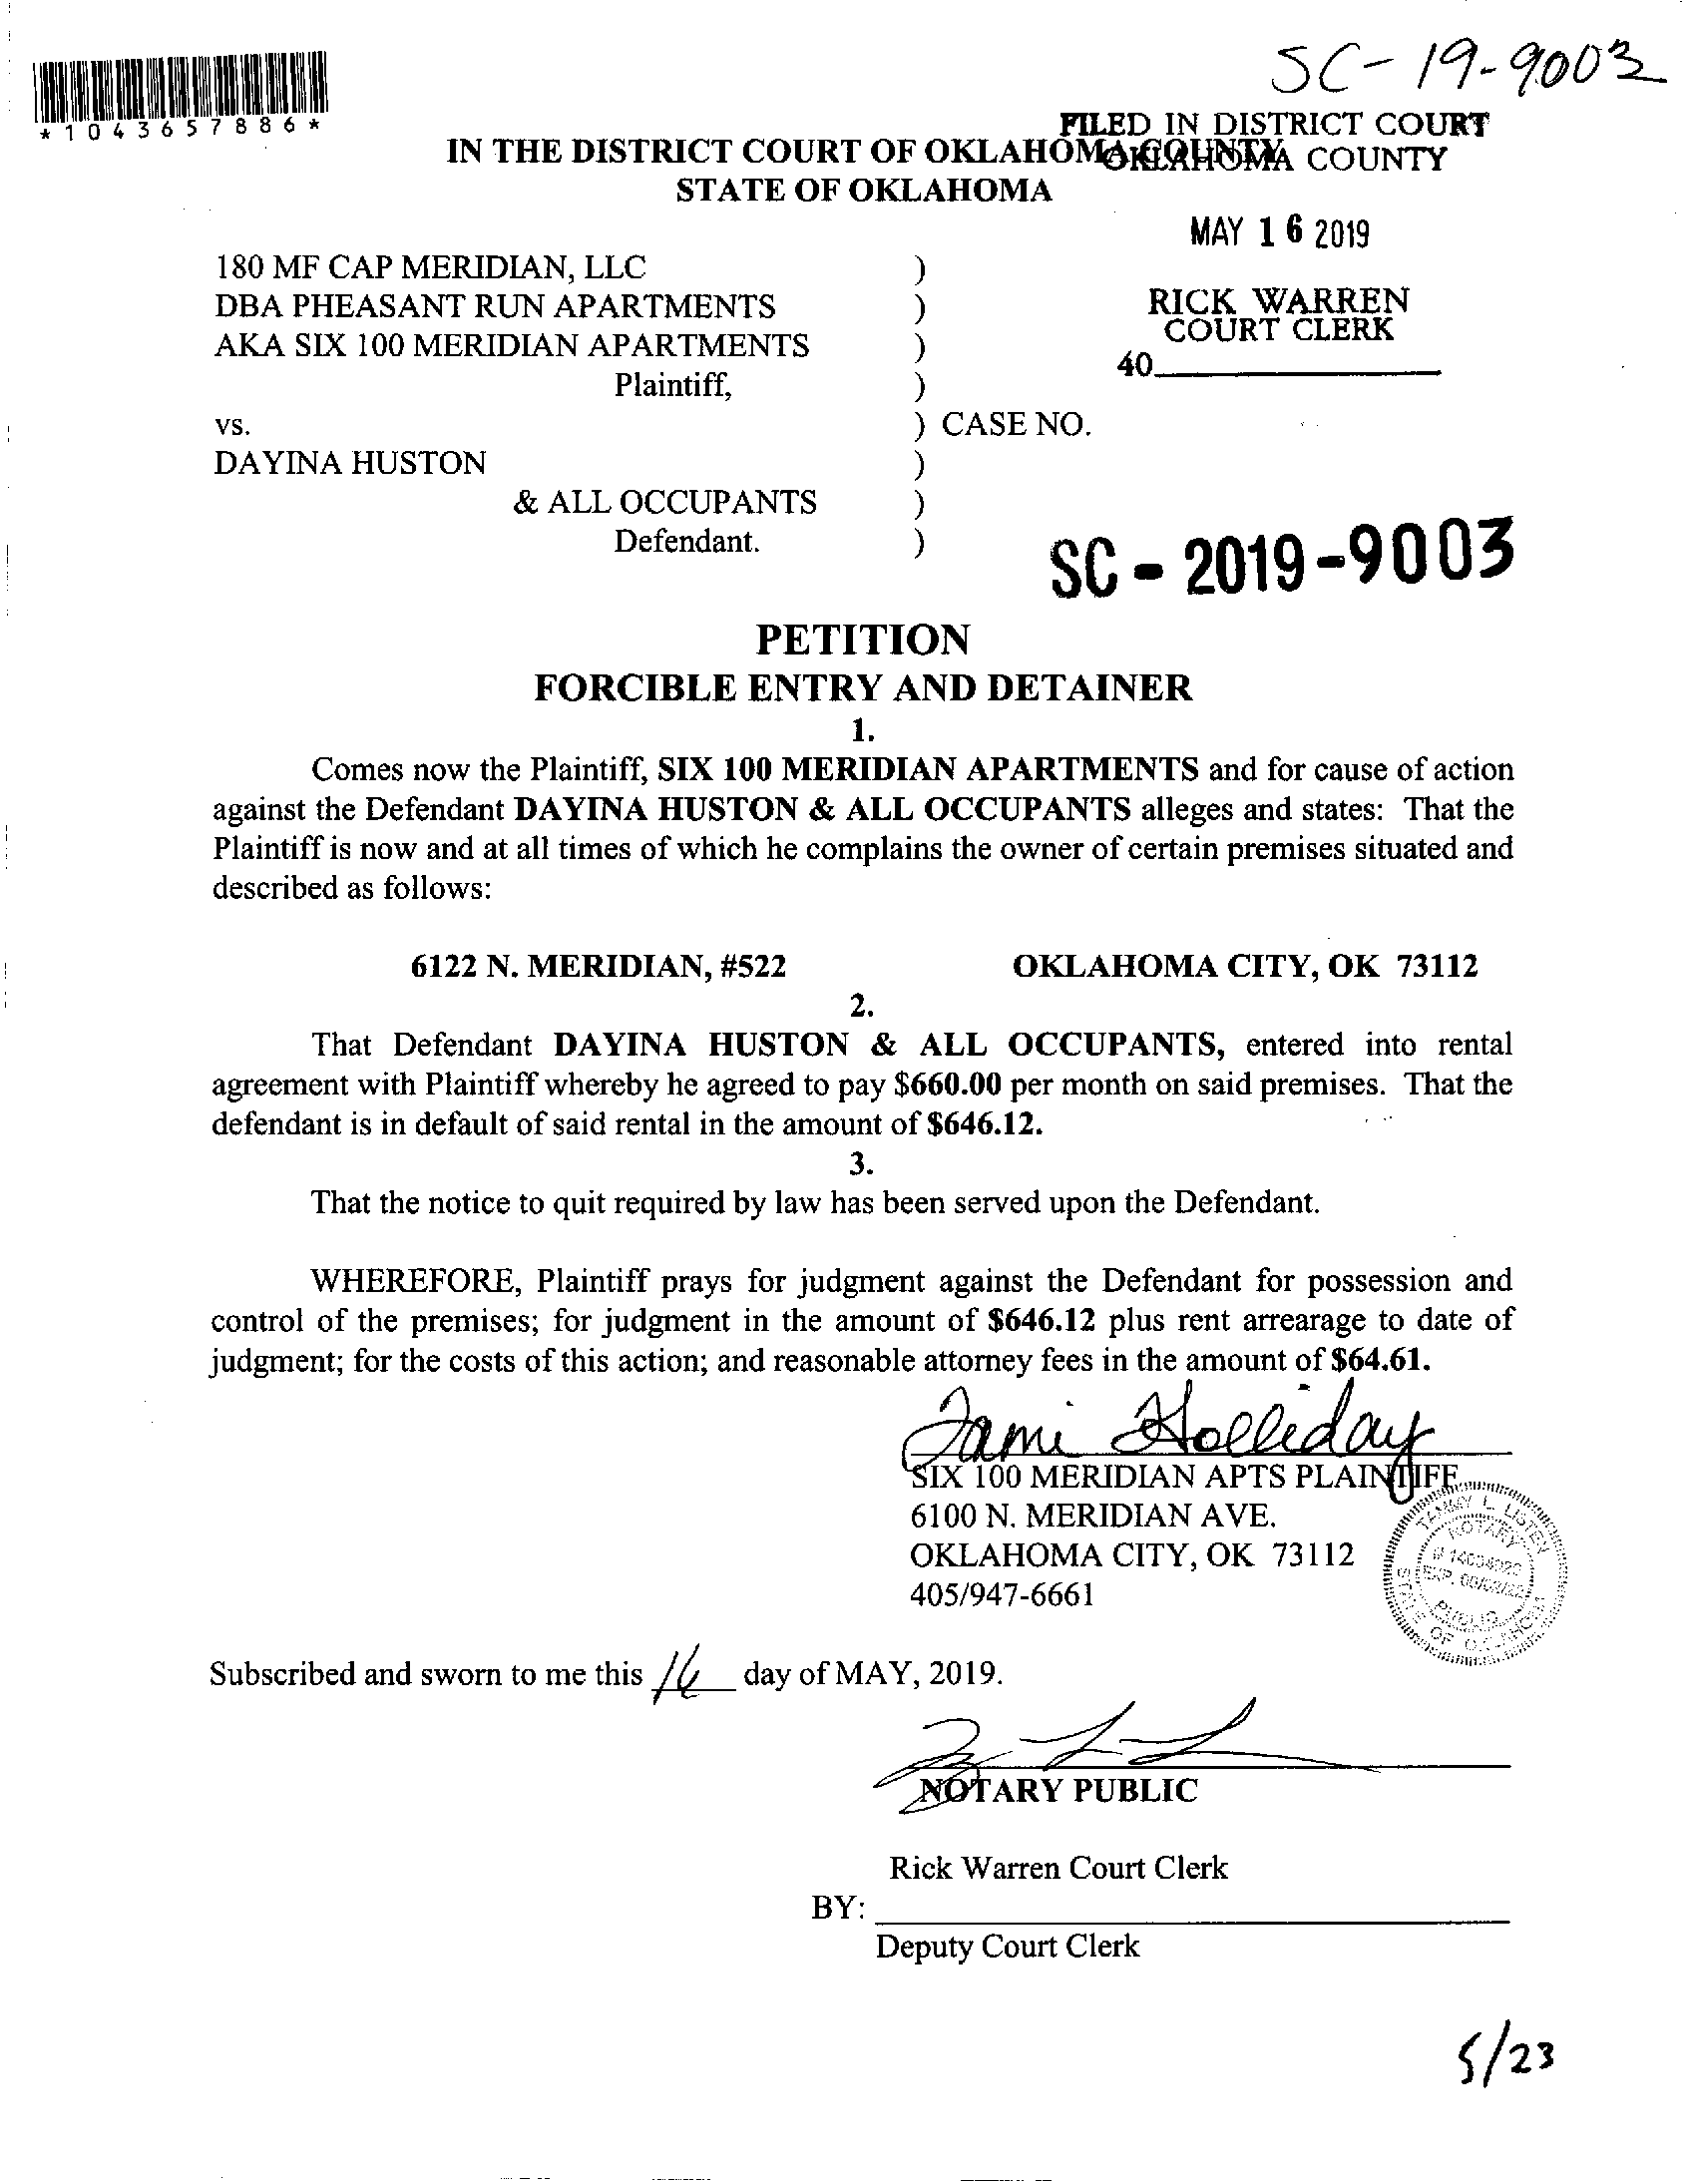 SC-19-9003
*1043657886*
FILED IN DISTRICT COURT
OKLAHOMA COUNTY
IN THE DISTRICT COURT OF OKLAHOMA COUNTY
STATE OF OKLAHOMA
MAY 16 2019
180 MF CAP MERIDIAN, LLC )
DBA PHEASANT RUN APARTMENTS )
RICK WARREN
COURT CLERK
AKA SIX 100 MERIDIAN APARTMENTS )
40
Plaintiff, )
vs. ) CASE NO.
DAYINA HUSTON )
& ALL OCCUPANTS )
Defendant. )
SC - 2019-9003
PETITION
FORCIBLE ENTRY AND DETAINER
1.
Comes now the Plaintiff, SIX 100 MERIDIAN APARTMENTS and for cause of action
against the Defendant DAYINA HUSTON & ALL OCCUPANTS alleges and states: That the
Plaintiff is now and at all times of which he complains the owner of certain premises situated and
described as follows:
6122 N. MERIDIAN, #522 OKLAHOMA CITY, OK 73112
2.
That Defendant DAYINA HUSTON & ALL OCCUPANTS, entered into rental
agreement with Plaintiff whereby he agreed to pay $660.00 per month on said premises. That the
defendant is in default of said rental in the amount of $646.12.
3.
That the notice to quit required by law has been served upon the Defendant.
WHEREFORE, Plaintiff prays for judgment against the Defendant for possession and
control of the premises; for judgment in the amount of $646.12 plus rent arrearage to date of
judgment; for the costs of this action; and reasonable attorney fees in the amount of $64.61.
Tami Holliday
SIX 100 MERIDIAN APTS PLAINTIFF
6100 N. MERIDIAN AVE.
OKLAHOMA CITY, OK 73112
405/947-6661
TAMMY L. LISTEN
NOTARY
EXP.
PUBLIC
STATE OF OKLAHOMA
Subscribed and sworn to me this 16 day of MAY, 2019.
NOTARY PUBLIC
Rick Warren Court Clerk
BY:
Deputy Court Clerk
5/23